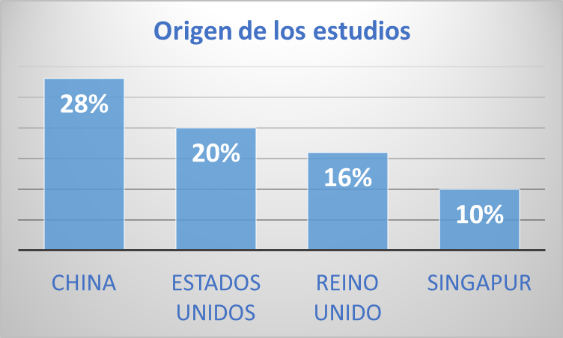 Origen de los estudios
28%
20%
16%
10%
CHINA
ESTADOS
UNIDOS
REINO
UNIDO
SINGAPUR